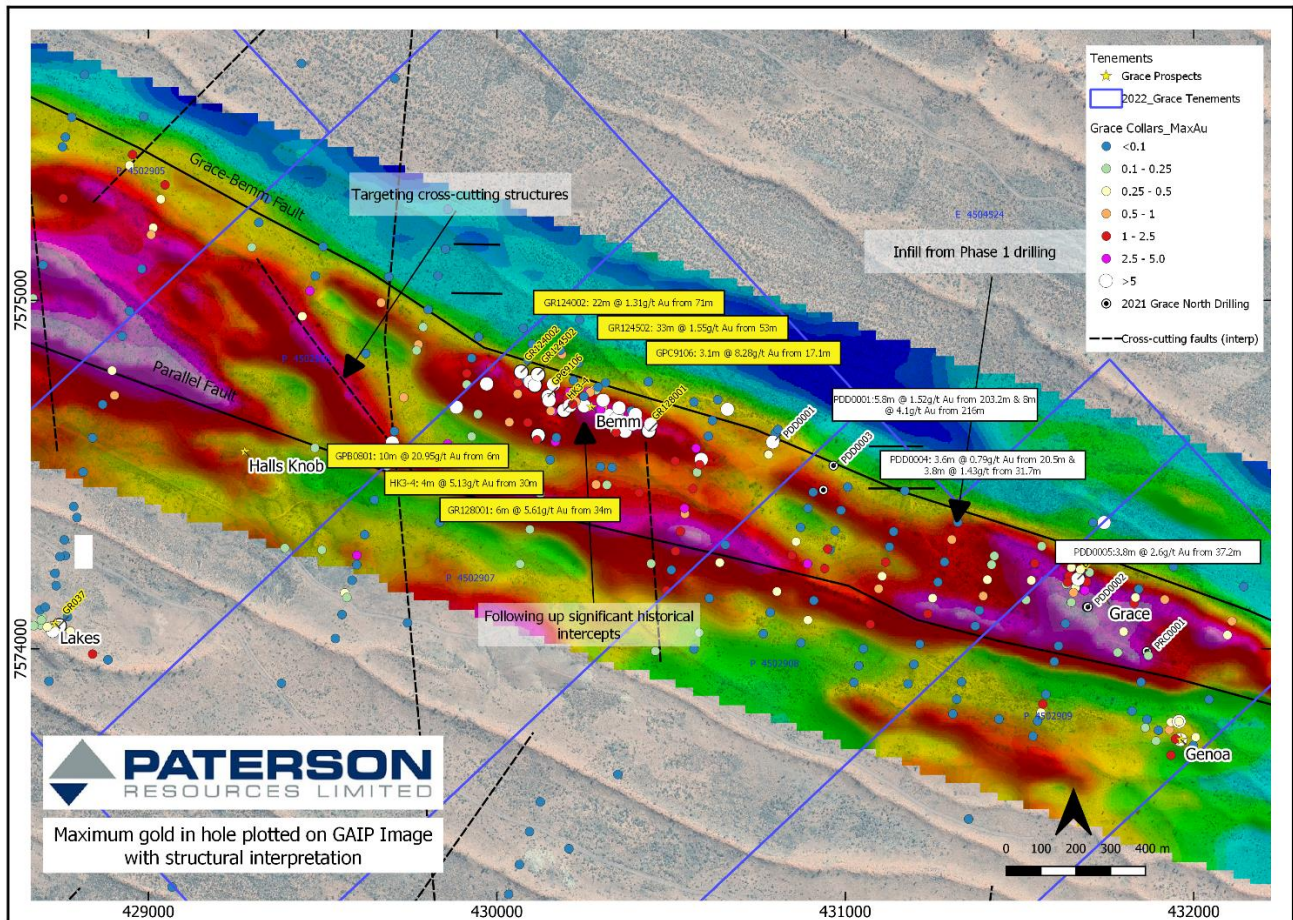 Tenements
Grace Prospects
2022_Grace Tenements
Grace Collars_MaxAu
<0.1
0.1 - 0.25
0.25 - 0.5
0.5 - 1
1 - 2.5
2.5 - 5.0
>5
2021 Grace North Drilling
Cross-cutting faults (interp)
P 4502905
Grace-Bemm Fault
Targeting cross-cutting structures
E 4504524
Infill from Phase 1 drilling
7575000
GR124002: 22m @ 1.31g/t Au from 71m
GR124502: 33m @ 1.55g/t Au from 53m
GPC9106: 3.1m @ 8.28g/t Au from 17.1m
GR124002
GR124502
GPC9106
HK3-4
GR128001
Bemm
Parallel Fault
PDD0001
PDD0003
PDD0001:5.8m @ 1.52g/t Au from 203.2m & 8m
@ 4.1g/t Au from 216m
PDD0004: 3.6m @ 0.79g/t Au from 20.5m &
3.8m @ 1.43g/t from 31.7m
Halls Knob
GPB0801: 10m @ 20.95g/t Au from 6m
HK3-4: 4m @ 5.13g/t Au from 30m
GR128001: 6m @ 5.61g/t Au from 34m
PDD0005:3.8m @ 2.6g/t Au from 37.2m
P 4502907
PDD0002
Grace
PRC0001
Following up significant historical
intercepts
GR037
Lakes
7574000
P 4502908
P 4502909
Genoa
PATERSON
RESOURCES LIMITED
Maximum gold in hole plotted on GAIP Image
with structural interpretation
0 100 200 300 400 m
429000 430000 431000 432000